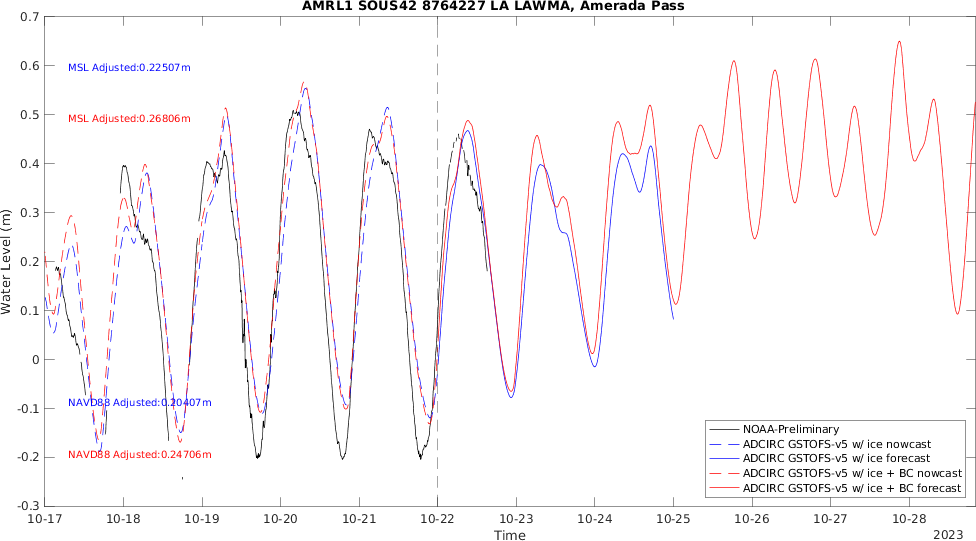 AMRL1 SOUS42 8764227 LA LAWMA, Amerada Pass
0.7
0.6
0.5
0.4
0.3
0.2
0.1
0
-0.1
-0.2
-0.3
Water Level (m)
MSL Adjusted:0.22507m
MSL Adjusted:0.26806m
NAVD88 Adjusted:0.20407m
NAVD88 Adjusted:0.24706m
NOAA-Preliminary
ADCIRC GSTOFS-v5 w/ ice nowcast
ADCIRC GSTOFS-v5 w/ ice forecast
ADCIRC GSTOFS-v5 w/ ice + BC nowcast
ADCIRC GSTOFS-v5 w/ ice + BC forecast
10-17 10-18 10-19 10-20 10-21 10-22 10-23 10-24 10-25 10-26 10-27 10-28
Time
2023